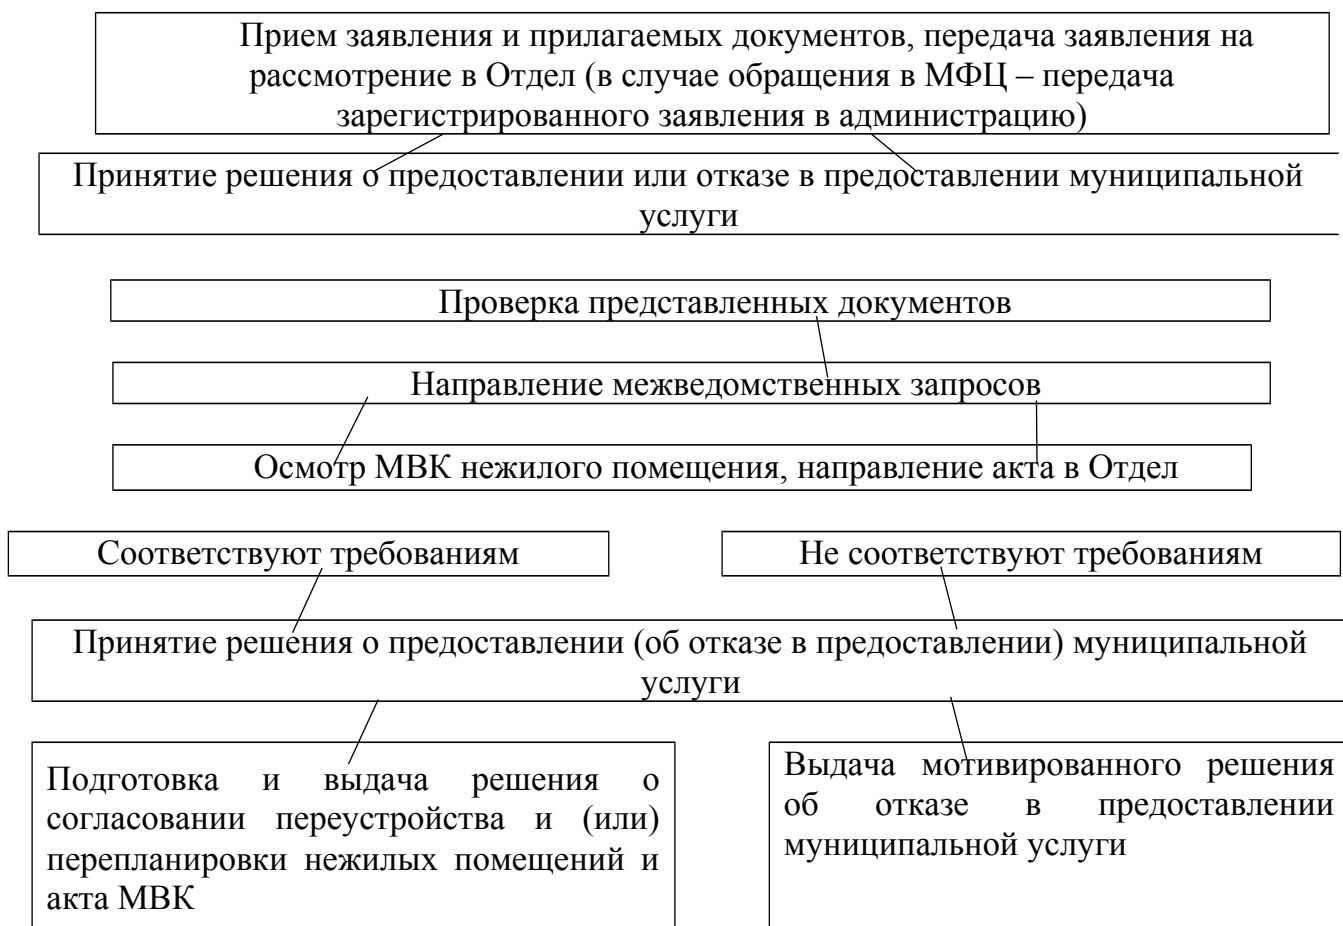 Прием заявления и прилагаемых документов, передача заявления на
рассмотрение в Отдел (в случае обращения в МФЦ – передача
зарегистрированного заявления в администрацию)
Принятие решения о предоставлении или отказе в предоставлении муниципальной
услуги
Проверка представленных документов
Направление межведомственных запросов
Осмотр МВК нежилого помещения, направление акта в Отдел
Соответствуют требованиям
Не соответствуют требованиям
Принятие решения о предоставлении (об отказе в предоставлении) муниципальной
услуги
Подготовка и выдача решения о
согласовании переустройства и (или)
перепланировки нежилых помещений и
акта МВК
Выдача мотивированного решения
об отказе в предоставлении
муниципальной услуги